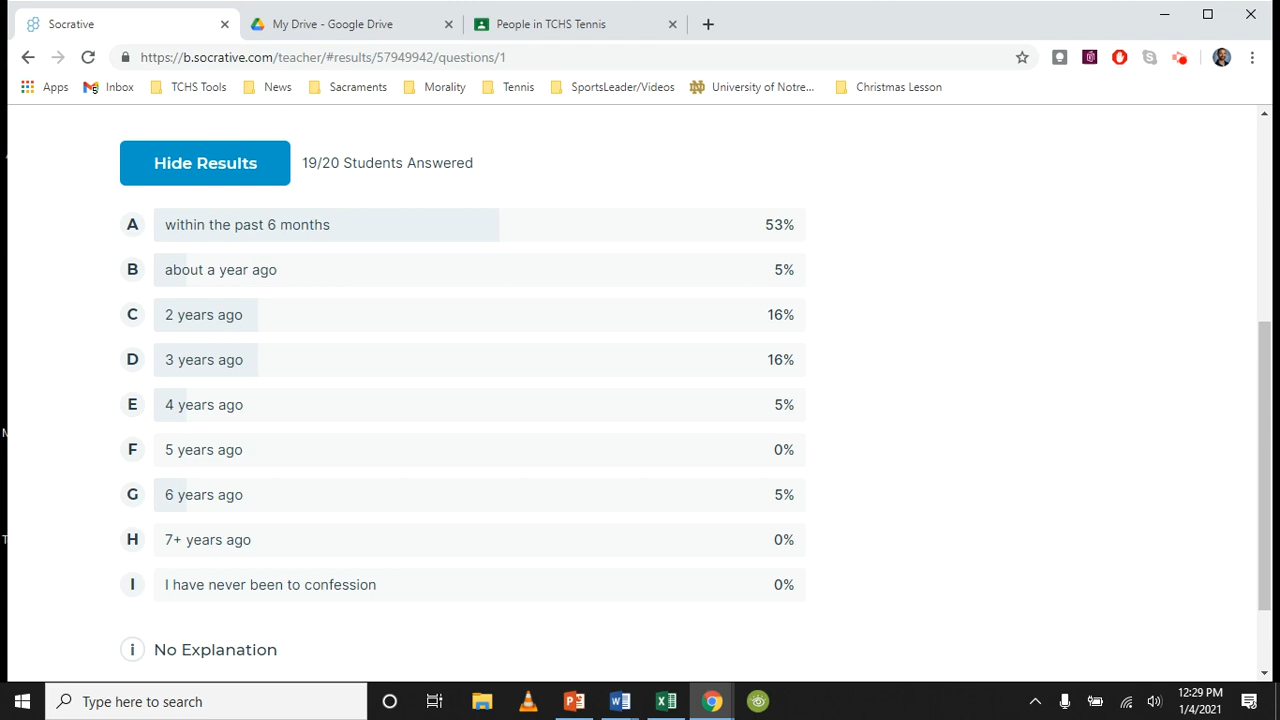 Socrative
My Drive - Google Drive
People in TCHS Tennis
https://b.socrative.com/teacher/#results/57949942/questions/1
Apps
Inbox
TCHS Tools
News
Sacraments
Morality
Tennis
SportsLeader/Videos
University of Notre...
Christmas Lesson
Hide Results
19/20 Students Answered
A within the past 6 months 53%
B about a year ago 5%
C 2 years ago 16%
D 3 years ago 16%
E 4 years ago 5%
F 5 years ago 0%
G 6 years ago 5%
H 7+ years ago 0%
I I have never been to confession 0%
i No Explanation
Type here to search
12:29 PM
1/4/2021